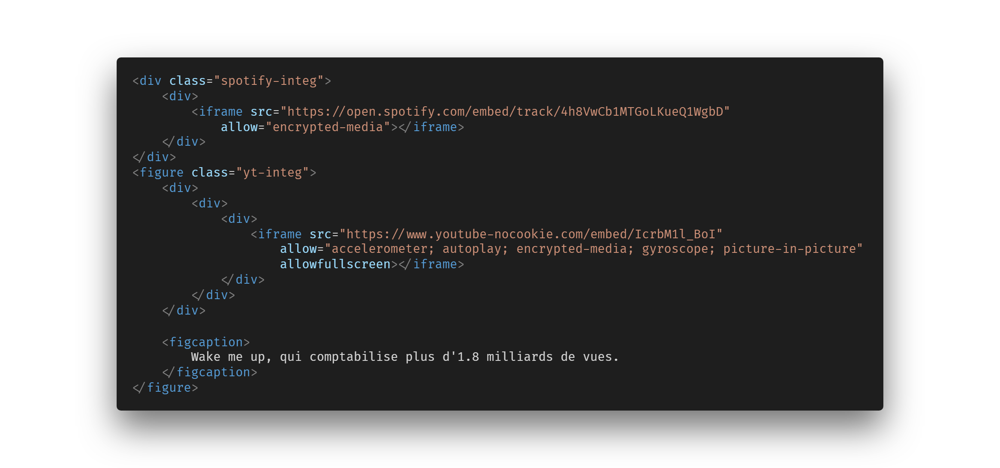 <div class="spotify-integ">
    <div>
        <iframe src="https://open.spotify.com/embed/track/4h8VwCb1MTGoLKueQ1WgbD"
            allow="encrypted-media"></iframe>
    </div>
</div>
<figure class="yt-integ">
    <div>
        <div>
            <div>
                <iframe src="https://www.youtube-nocookie.com/embed/IcrbM1l_BoI"
                    allow="accelerometer; autoplay; encrypted-media; gyroscope; picture-in-picture"
                    allowfullscreen></iframe>
            </div>
        </div>
    </div>

    <figcaption>
        Wake me up, qui comptabilise plus d'1.8 milliards de vues.
    </figcaption>
</figure>